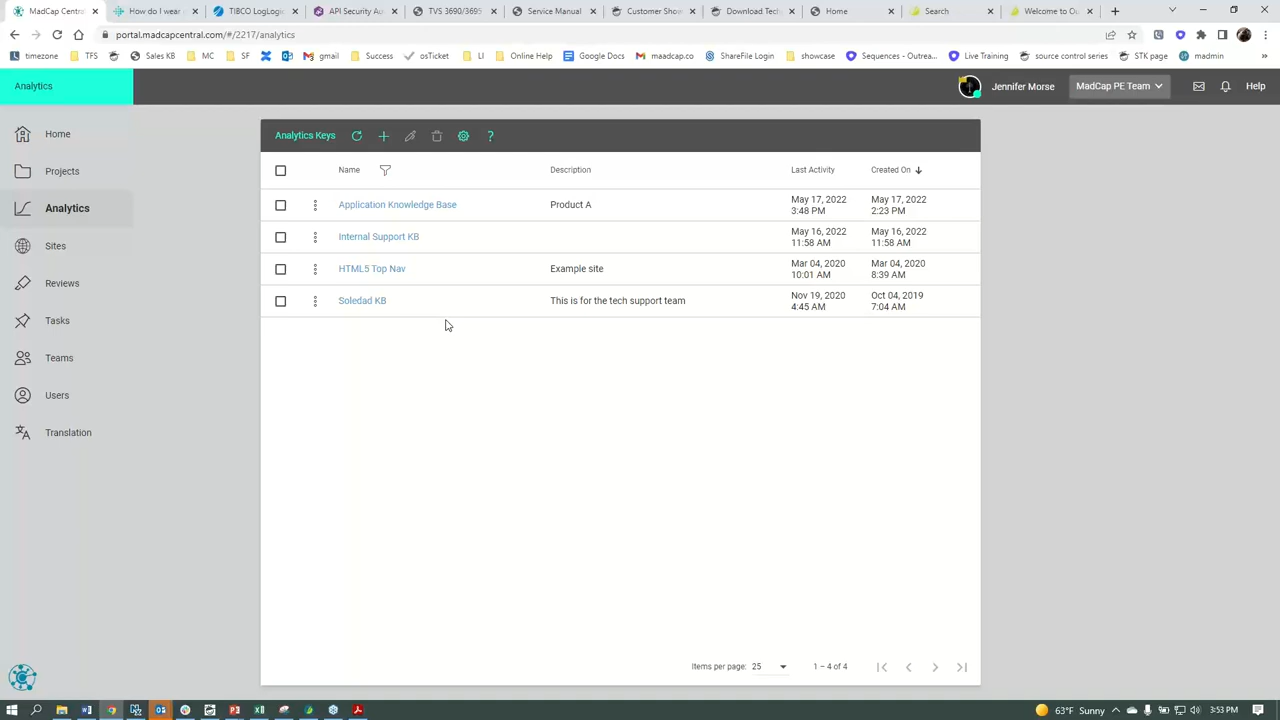 MadCap Central
How do I wear
TIBCO LogLogic
API Security Au
TVS 3690/3695
Service Manual
Customer Show
Download Tech
Home
Search
Welcome to Ou
portal.madcapcentral.com/#/2217/analytics
timezone
TFS
Sales KB
MC
SF
gmail
Success
osTicket
Online Help
Google Docs
maadcap.co
ShareFile Login
showcase
Sequences - Outrea...
Live Training
source control series
STK page
madmin
»
Analytics
Jennifer Morse
MadCap PE Team
Help
Home
Projects
Analytics
Sites
Reviews
Tasks
Teams
Users
Translation
Analytics Keys
?
Name
Description
Last Activity
Created On
Application Knowledge Base
Product A
May 17, 2022
3:48 PM
May 17, 2022
2:23 PM
Internal Support KB
May 16, 2022
11:58 AM
May 16, 2022
11:58 AM
HTML5 Top Nav
Example site
Mar 04, 2020
10:01 AM
Mar 04, 2020
8:39 AM
Soledad KB
This is for the tech support team
Nov 19, 2020
4:45 AM
Oct 04, 2019
7:04 AM
Items per page: 25
1 – 4 of 4
63°F Sunny
3:53 PM